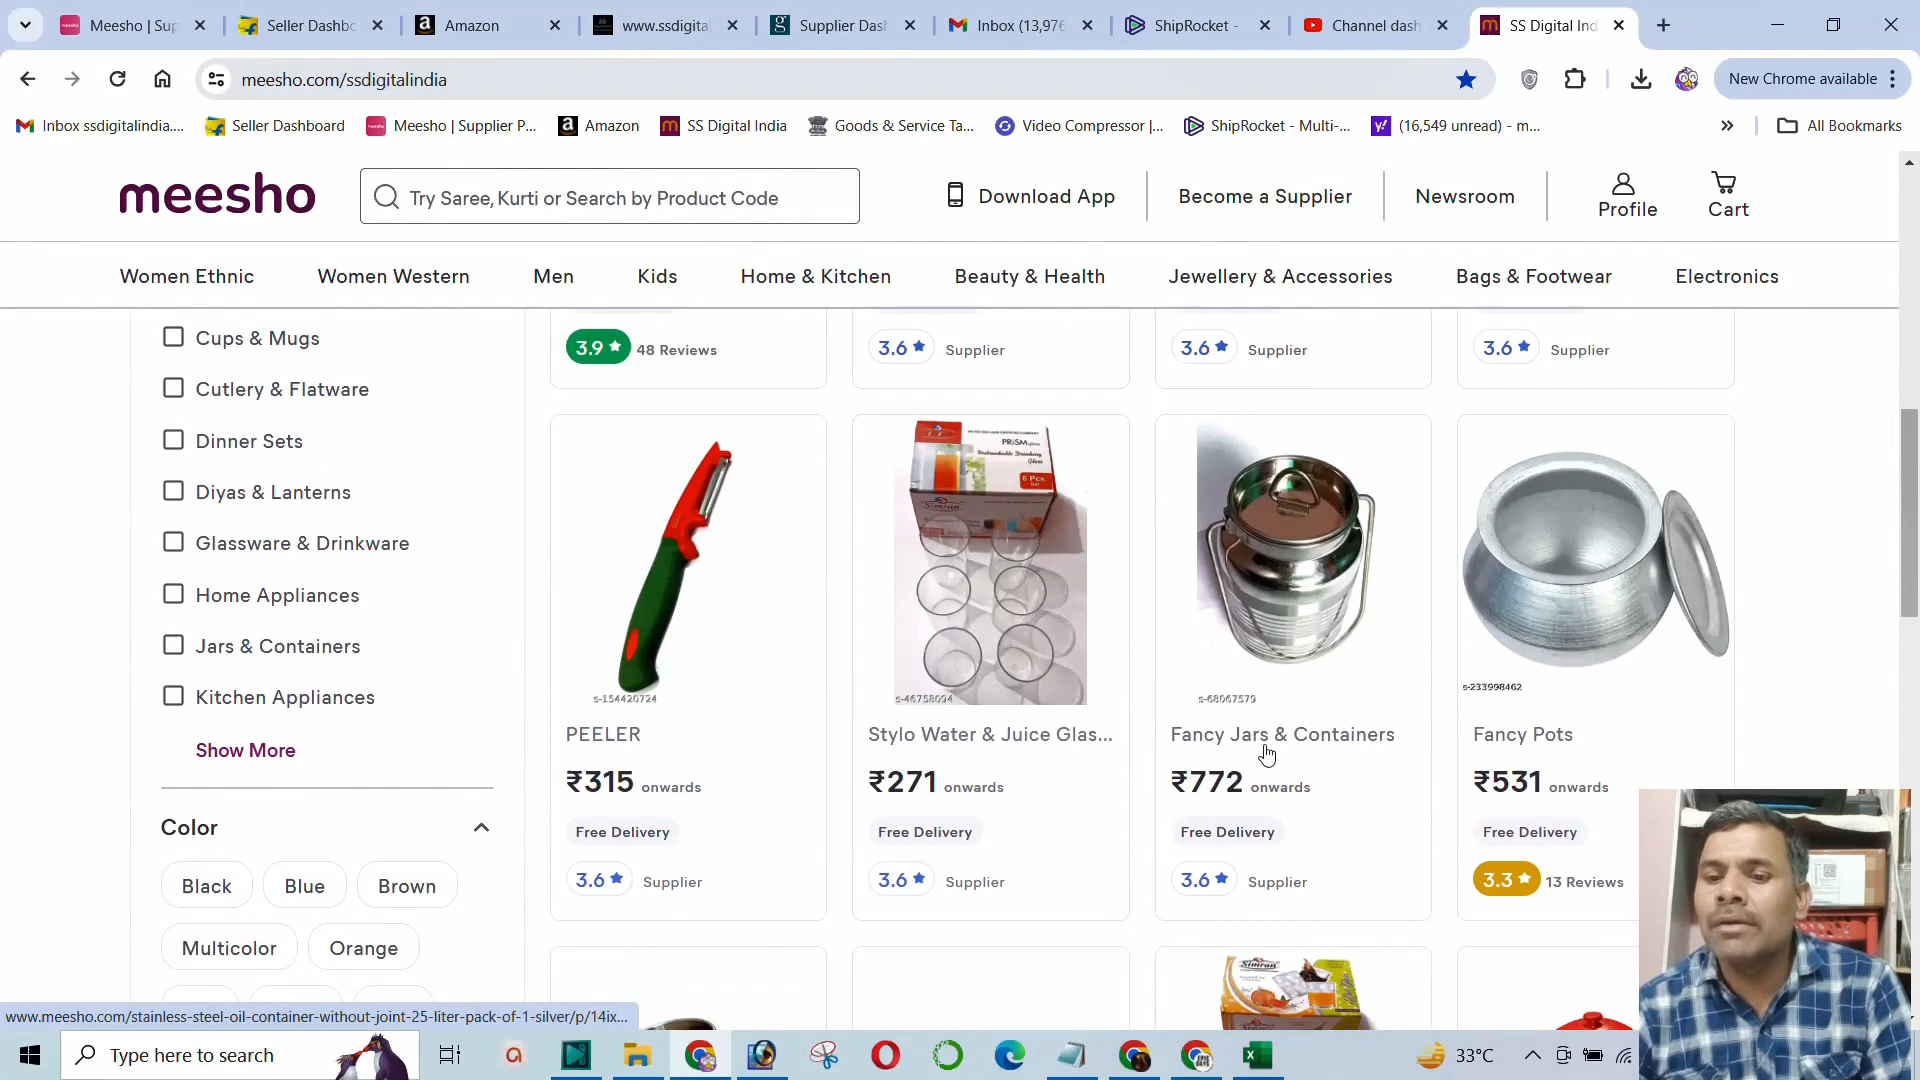 Meesho | Sup
Seller Dashbo
Amazon
www.ssdigital
Supplier Dash
Inbox (13,976
ShipRocket -
Channel dash
SS Digital Ind
meesho.com/ssdigitalindia
New Chrome available
Inbox ssdigitalindia....
Seller Dashboard
Meesho | Supplier P...
Amazon
SS Digital India
Goods & Service Ta...
Video Compressor |...
ShipRocket - Multi-...
(16,549 unread) - m...
All Bookmarks
meesho
Try Saree, Kurti or Search by Product Code
Download App
Become a Supplier
Newsroom
Profile
Cart
Women Ethnic
Women Western
Men
Kids
Home & Kitchen
Beauty & Health
Jewellery & Accessories
Bags & Footwear
Electronics
Cups & Mugs
Cutlery & Flatware
Dinner Sets
Diyas & Lanterns
Glassware & Drinkware
Home Appliances
Jars & Containers
Kitchen Appliances
Show More
Color
Black
Blue
Brown
Multicolor
Orange
3.9 ★ 48 Reviews
3.6 ★ Supplier
3.6 ★ Supplier
3.6 ★ Supplier
s-154420724
PEELER
₹315 onwards
Free Delivery
3.6 ★ Supplier
PRiSM
6 Pcs
Simran
s-46758094
Stylo Water & Juice Glas...
₹271 onwards
Free Delivery
3.6 ★ Supplier
s-68067579
Fancy Jars & Containers
₹772 onwards
Free Delivery
3.6 ★ Supplier
s-233998462
Fancy Pots
₹531 onwards
Free Delivery
3.3 ★ 13 Reviews
Simran
www.meesho.com/stainless-steel-oil-container-without-joint-25-liter-pack-of-1-silver/p/14ix...
Type here to search
33°C